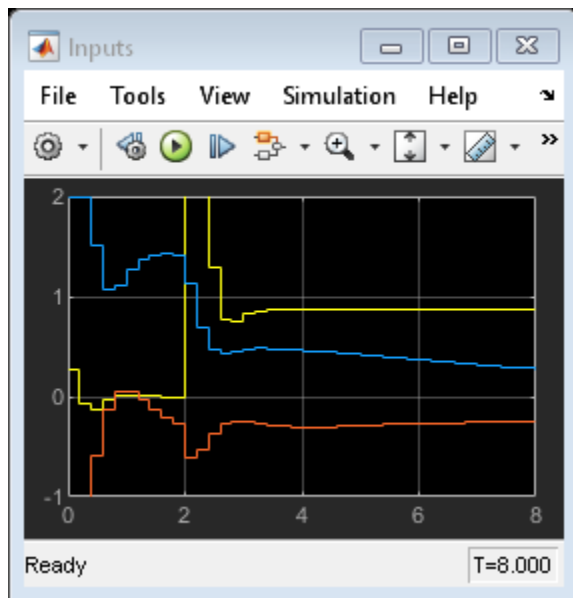 Inputs
File Tools View Simulation Help
2
1
0
-1
0 2 4 6 8
Ready T=8.000